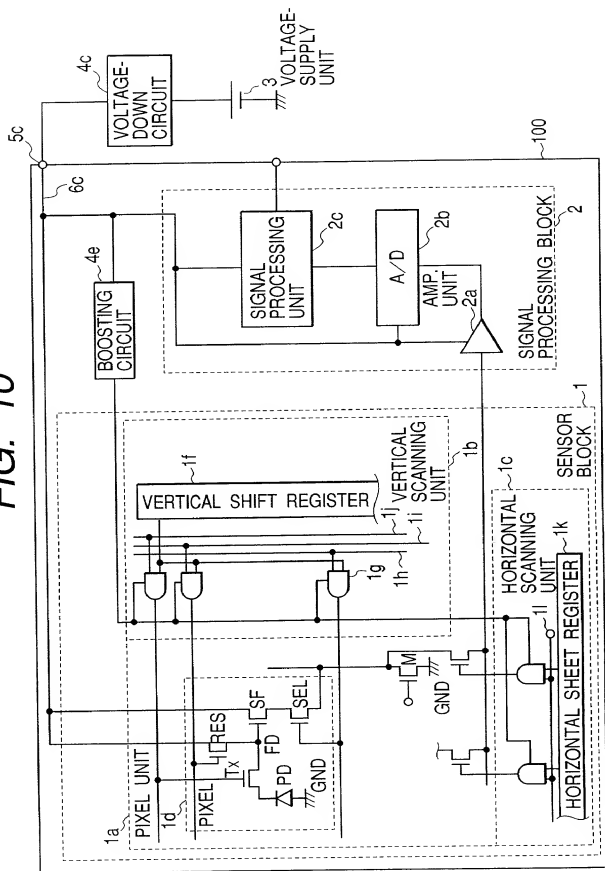 FIG. 10
5c
6c
4c
VOLTAGE-
DOWN
CIRCUIT
3
VOLTAGE-
SUPPLY
UNIT
100
4e
BOOSTING
CIRCUIT
SIGNAL
PROCESSING
UNIT
2c
A/D
2b
AMP. UNIT
2a
SIGNAL
PROCESSING BLOCK
2
1a
PIXEL UNIT
1d
PIXEL
RES
TX
SF
FD
PD
SEL
GND
1f
VERTICAL SHIFT REGISTER
VERTICAL
SCANNING
UNIT
1b
1j
1i
1h
1g
M
GND
1
SENSOR
BLOCK
1c
HORIZONTAL
SCANNING
UNIT
1l
1k
HORIZONTAL SHEET REGISTER